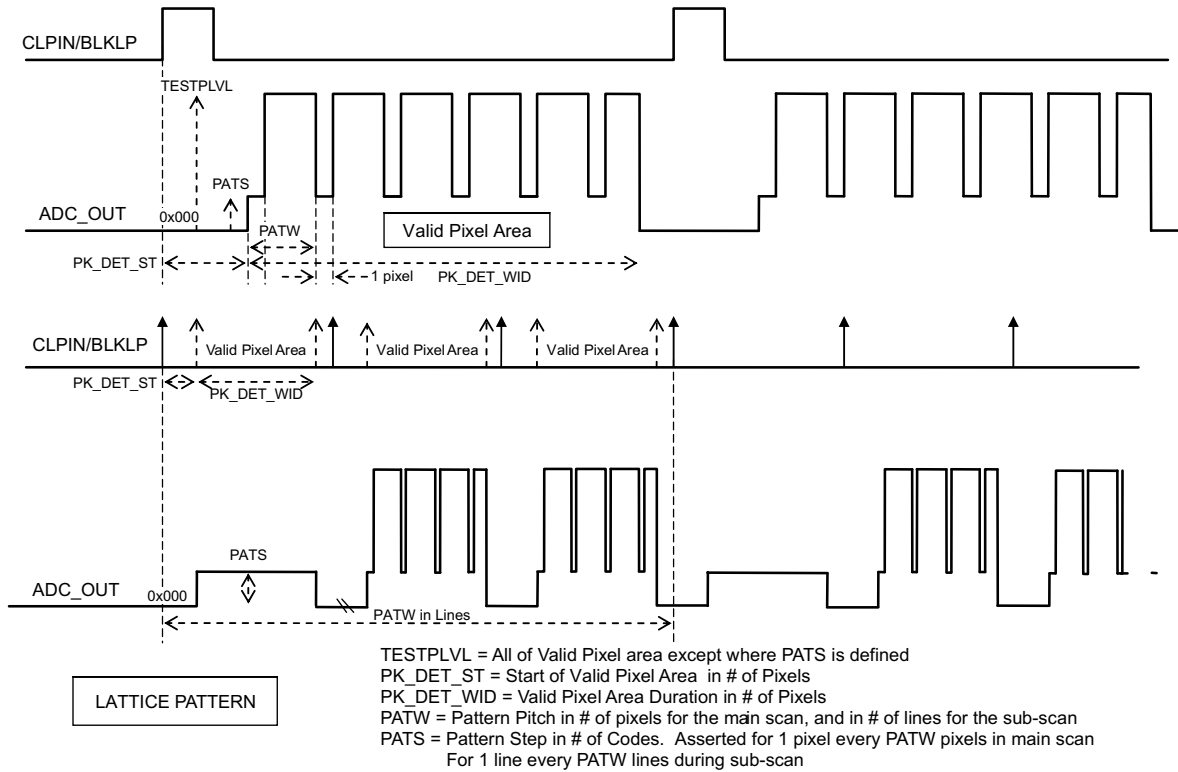 CLPIN/BLKLP
TESTPLVL
PATS
ADC_OUT
0x000
PATW
Valid Pixel Area
PK_DET_ST
1 pixel
PK_DET_WID
CLPIN/BLKLP
Valid Pixel Area
Valid Pixel Area
Valid Pixel Area
PK_DET_ST
PK_DET_WID
PATS
ADC_OUT
0x000
PATW in Lines
TESTPLVL = All of Valid Pixel area except where PATS is defined
PK_DET_ST = Start of Valid Pixel Area in # of Pixels
PK_DET_WID = Valid Pixel Area Duration in # of Pixels
LATTICE PATTERN
PATW = Pattern Pitch in # of pixels for the main scan, and in # of lines for the sub-scan
PATS = Pattern Step in # of Codes. Asserted for 1 pixel every PATW pixels in main scan
For 1 line every PATW lines during sub-scan